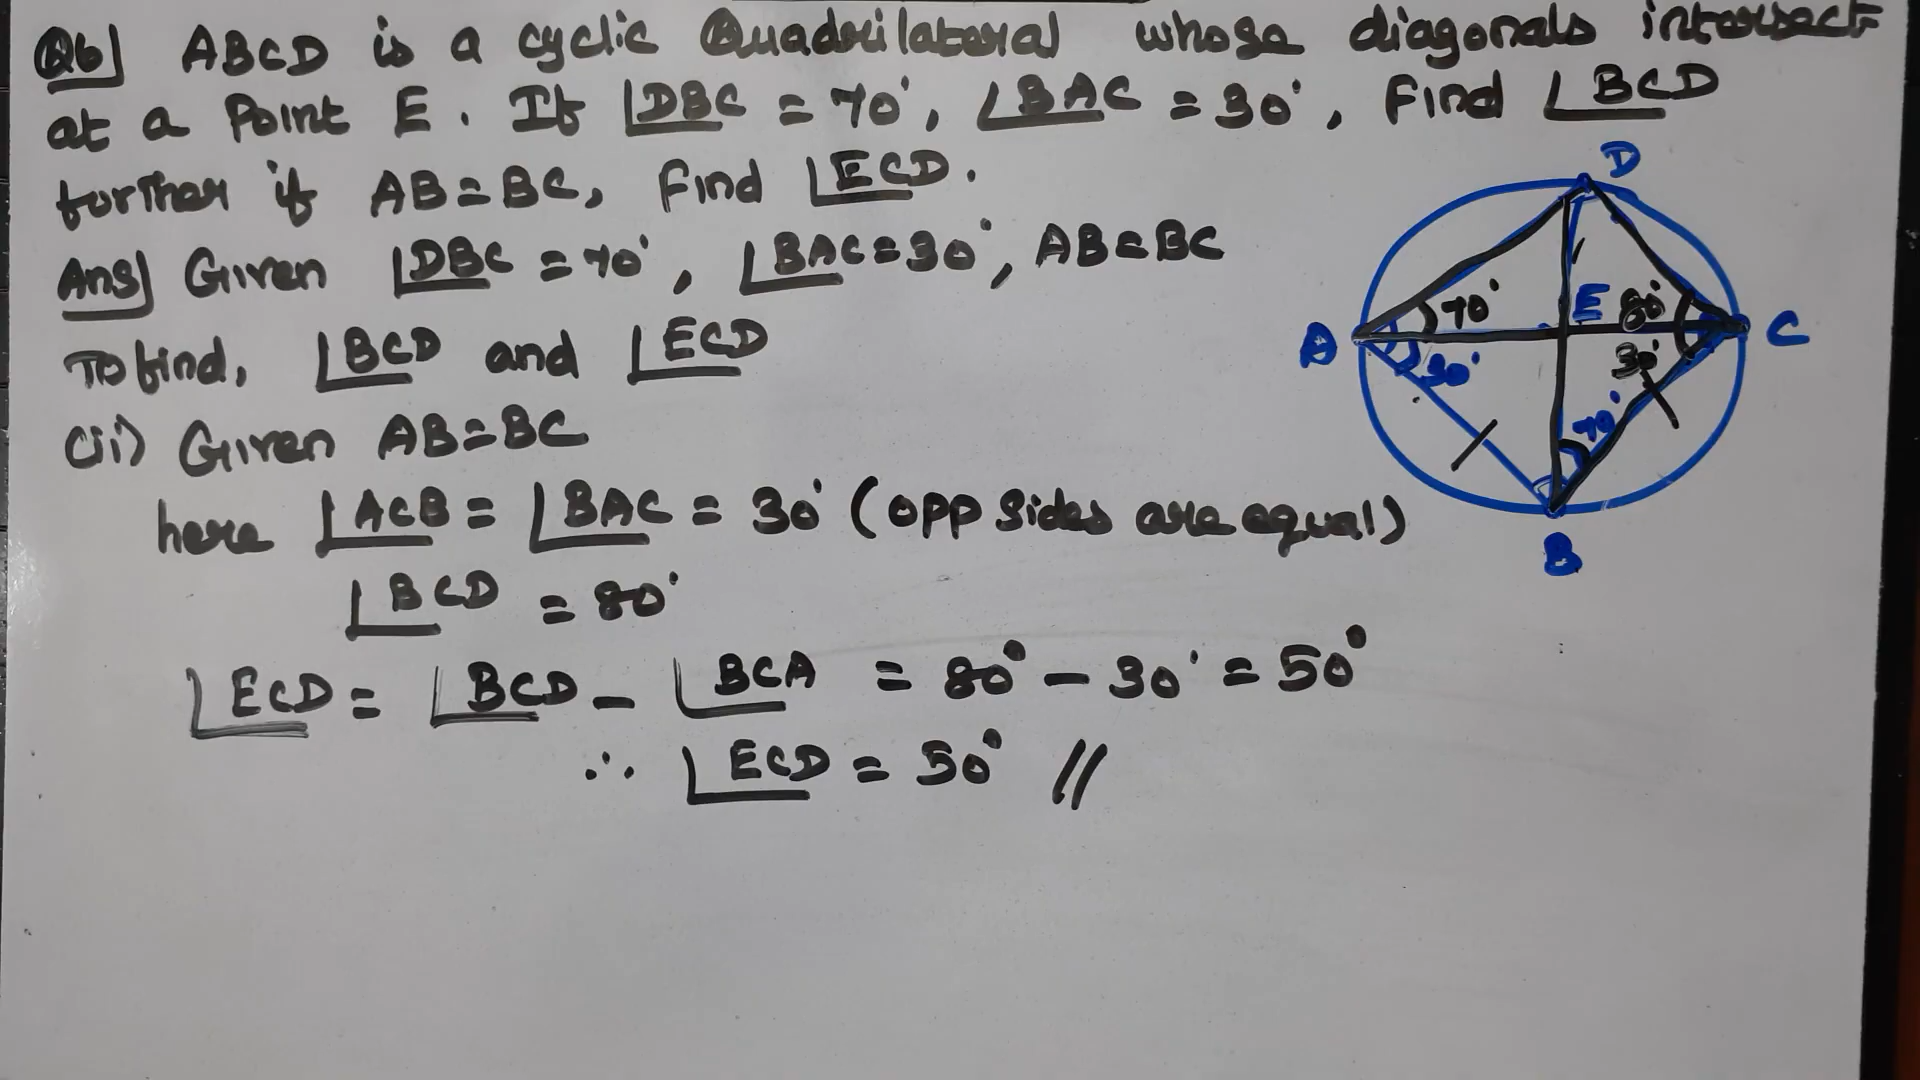 Q6] ABCD is a cyclic Quadrilateral whose diagonals intersect
at a Point E. If ∠DBC = 70°, ∠BAC = 30°, Find ∠BCD
further if AB=BC, Find ∠ECD.
Ans] Given ∠DBC = 70°, ∠BAC=30°, AB=BC
To find, ∠BCD and ∠ECD
(ii) Given AB=BC
here ∠ACB = ∠BAC = 30° (opp sides are equal)
∠BCD = 80°
∠ECD = ∠BCD - ∠BCA = 80° - 30° = 50°
∴ ∠ECD = 50° //
D
70° E 80°
A C
30° 30°
70°
B